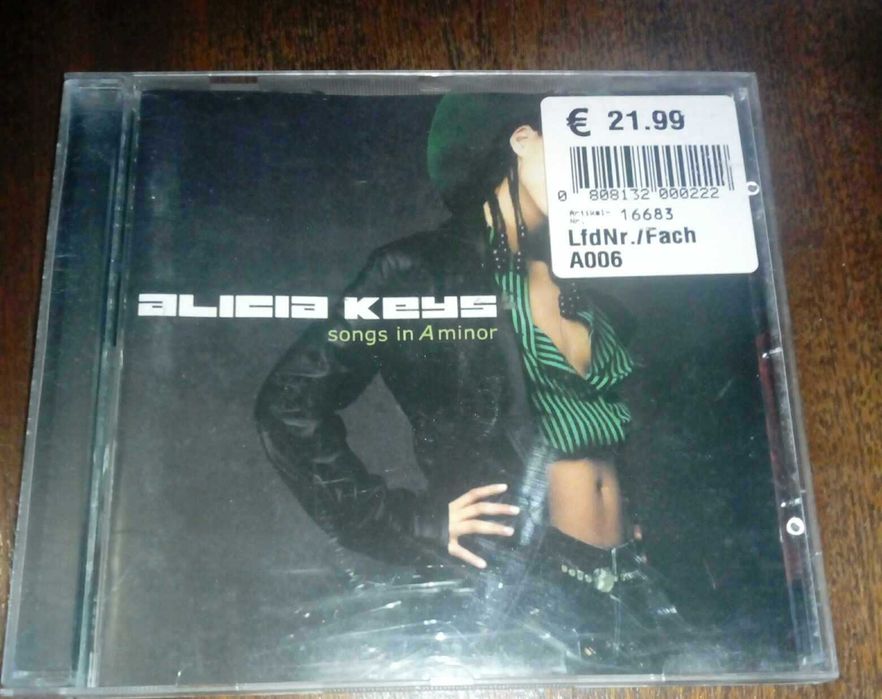 € 21.99
0 808132 000222
Artikel-Nr. 16683
LfdNr./Fach
A006
alicia keys
songs in A minor